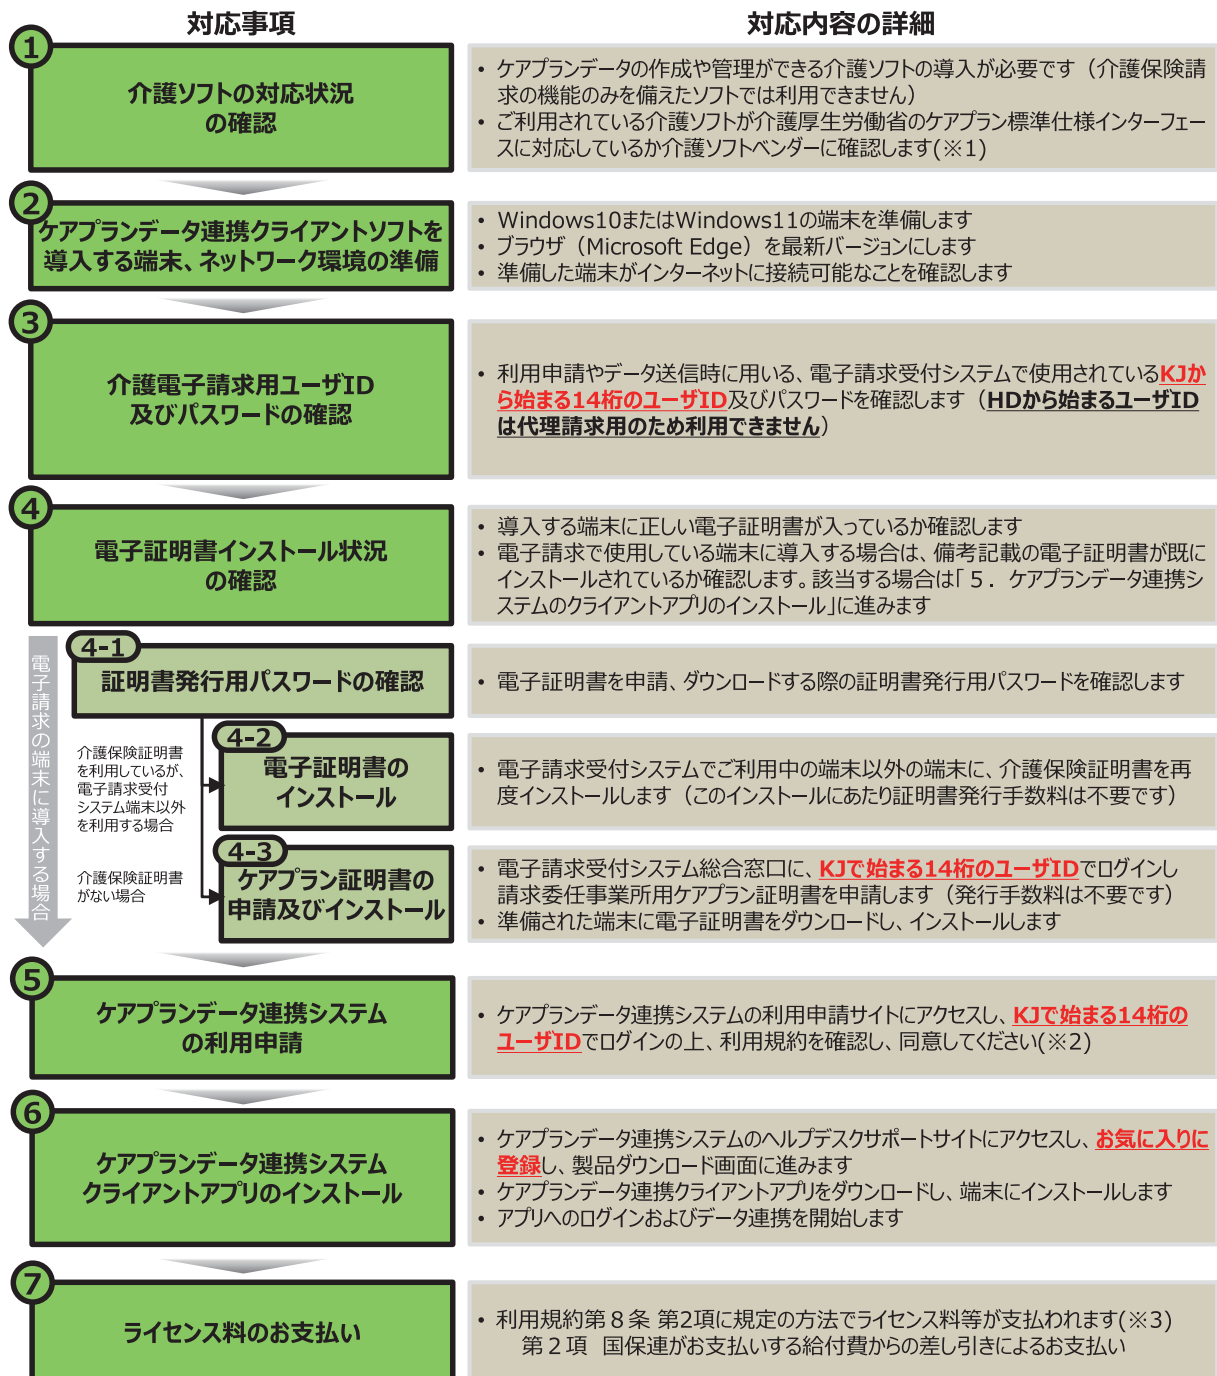 対応事項
対応内容の詳細
1
介護ソフトの対応状況
の確認
• ケアプランデータの作成や管理ができる介護ソフトの導入が必要です（介護保険請
求の機能のみを備えたソフトでは利用できません）
• ご利用されている介護ソフトが介護厚生労働省のケアプラン標準仕様インターフェー
スに対応しているか介護ソフトベンダーに確認します(※1)
2
ケアプランデータ連携クライアントソフトを
導入する端末、ネットワーク環境の準備
• Windows10またはWindows11の端末を準備します
• ブラウザ（Microsoft Edge）を最新バージョンにします
• 準備した端末がインターネットに接続可能なことを確認します
3
介護電子請求用ユーザID
及びパスワードの確認
• 利用申請やデータ送信時に用いる、電子請求受付システムで使用されているKJか
ら始まる14桁のユーザID及びパスワードを確認します（HDから始まるユーザID
は代理請求用のため利用できません）
4
電子証明書インストール状況
の確認
• 導入する端末に正しい電子証明書が入っているか確認します
• 電子請求で使用している端末に導入する場合は、備考記載の電子証明書が既に
インストールされているか確認します。該当する場合は「５．ケアプランデータ連携シ
ステムのクライアントアプリのインストール」に進みます
電子請求の端末に導入する場合
4-1
証明書発行用パスワードの確認
• 電子証明書を申請、ダウンロードする際の証明書発行用パスワードを確認します
介護保険証明書
を利用しているが、
電子請求受付
システム端末以外
を利用する場合
4-2
電子証明書の
インストール
• 電子請求受付システムでご利用中の端末以外の端末に、介護保険証明書を再
度インストールします（このインストールにあたり証明書発行手数料は不要です）
介護保険証明書
がない場合
4-3
ケアプラン証明書の
申請及びインストール
• 電子請求受付システム総合窓口に、KJで始まる14桁のユーザIDでログインし
請求委任事業所用ケアプラン証明書を申請します（発行手数料は不要です）
• 準備された端末に電子証明書をダウンロードし、インストールします
5
ケアプランデータ連携システム
の利用申請
• ケアプランデータ連携システムの利用申請サイトにアクセスし、KJで始まる14桁の
ユーザIDでログインの上、利用規約を確認し、同意してください(※2)
6
ケアプランデータ連携システム
クライアントアプリのインストール
• ケアプランデータ連携システムのヘルプデスクサポートサイトにアクセスし、お気に入りに
登録し、製品ダウンロード画面に進みます
• ケアプランデータ連携クライアントアプリをダウンロードし、端末にインストールします
• アプリへのログインおよびデータ連携を開始します
7
ライセンス料のお支払い
• 利用規約第８条 第2項に規定の方法でライセンス料等が支払われます(※3)
第２項 国保連がお支払いする給付費からの差し引きによるお支払い